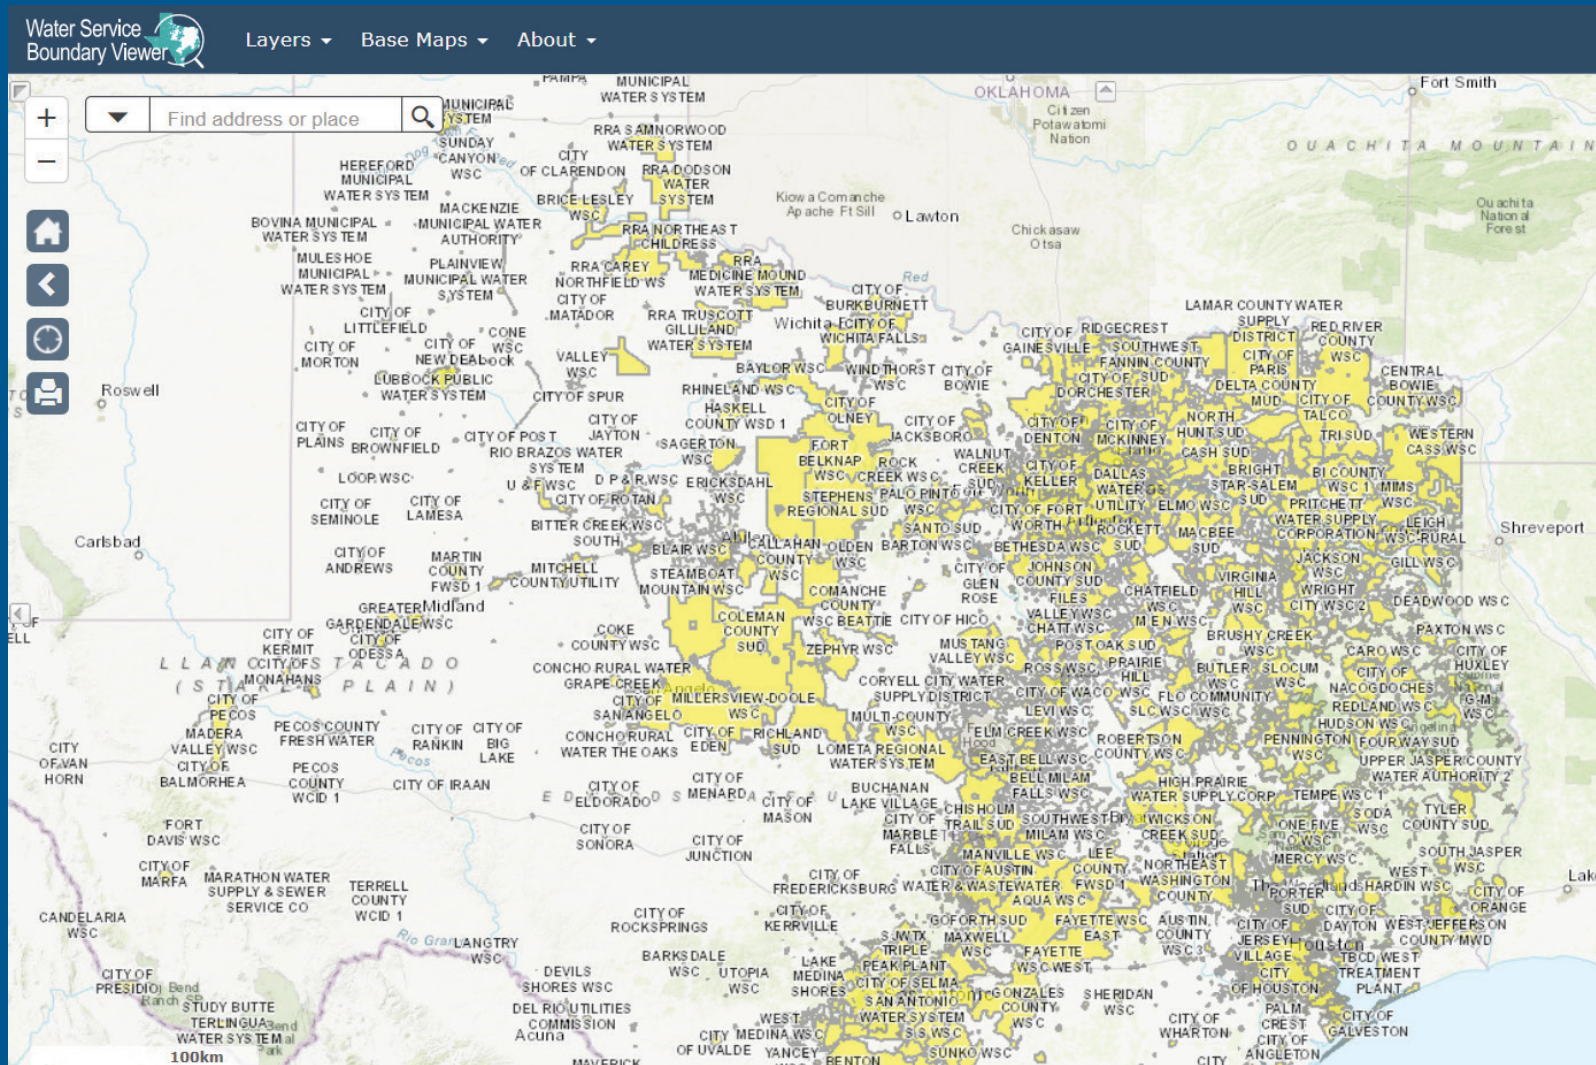 Water Service
Boundary Viewer
Layers
Base Maps
About
Find address or place
+
−
PAMPA
MUNICIPAL
WATER SYSTEM
OKLAHOMA
Citizen
Potawatomi
Nation
Fort Smith
OUACHITA MOUNTAIN
MUNICIPAL
SUNDAY
CANYON
WSC
RRA SAMNORWOOD
WATER SYSTEM
CITY
OF CLARENDON
RRA DODSON
WATER
SYSTEM
HEREFORD
MUNICIPAL
WATER SYSTEM
BRICE-LESLEY
WSC
Kiowa Comanche
Apache Ft Sill
Lawton
Chickasaw
Otsa
Ouachita
National
Forest
BOVINA MUNICIPAL
WATER SYSTEM
MACKENZIE
MUNICIPAL WATER
AUTHORITY
RRA NORTHEAST
CHILDRESS
MULESHOE
MUNICIPAL
WATER SYSTEM
PLAINVIEW
MUNICIPAL WATER
SYSTEM
RRA CAREY
NORTHFIELD WS
RRA
MEDICINE MOUND
WATER SYSTEM
Red
CITY OF
BURKBURNETT
CITY OF
LITTLEFIELD
CITY OF
MATADOR
RRA TRUSCOTT
GILLILAND
WATER SYSTEM
Wichita
CITY OF
WICHITA FALLS
CITY OF
MORTON
CITY OF
NEW DEAL
CONE
WSC
VALLEY
WSC
LUBBOCK PUBLIC
WATER SYSTEM
CITY OF SPUR
BAYLOR WSC
RHINELAND WSC
WINDTHORST
WSC
CITY OF
BOWIE
CITY OF
GAINESVILLE
RIDGECREST
SOUTHWEST
FANNIN COUNTY
SUD
LAMAR COUNTY WATER
SUPPLY
DISTRICT
RED RIVER
COUNTY
WSC
CITY OF
PARIS
DELTA COUNTY
MUD
CENTRAL
BOWIE
COUNTY WSC
Roswell
CITY OF
DORCHESTER
CITY OF
TALCO
HASKELL
COUNTY WSD 1
CITY OF
OLNEY
CITY OF
JACKSBORO
CITY OF
DENTON
CITY OF
MCKINNEY
NORTH
HUNT SUD
TRI SUD
WESTERN
CASS WSC
CITY OF
PLAINS
CITY OF
BROWNFIELD
CITY OF POST
CITY OF
JAYTON
RIO BRAZOS WATER
SYSTEM
SAGERTON
WSC
FORT
BELKNAP
WSC
ROCK
CREEK WSC
WALNUT
CREEK
SUD
CITY OF
KELLER
DALLAS
WATER
UTILITY
CASH SUD
BRIGHT
STAR-SALEM
SUD
BI COUNTY
WSC 1
MIMS
WSC
LOOP WSC
U & F WSC
D P & R WSC
ERICKSDAHL
WSC
STEPHENS
REGIONAL SUD
PALO PINTO
WSC
CITY OF FORT
WORTH
ELMO WSC
PRITCHETT
WATER SUPPLY
CORPORATION
LEIGH
WSC
CITY OF
SEMINOLE
CITY OF
LAMESA
CITY OF ROTAN
BITTER CREEK WSC
SOUTH
SANTO SUD
ROCKETT
SUD
MACBEE
SUD
Shreveport
Carlsbad
CITY OF
ANDREWS
MARTIN
COUNTY
FWSD 1
MITCHELL
COUNTY UTILITY
BLAIR WSC
STEAMBOAT
MOUNTAIN WSC
CALLAHAN
COUNTY
WSC
OLDEN
WSC
BARTON WSC
BETHESDA WSC
CITY OF
GLEN
ROSE
JOHNSON
COUNTY SUD
FILES
VALLEY WSC
CHATFIELD
WSC
VIRGINIA
HILL
WSC
JACKSON
WSC
WRIGHT
CITY WSC 2
GILL WSC
DEADWOOD WSC
GREATER
GARDENDALE WSC
Midland
COMANCHE
COUNTY
WSC
BEATTIE
CITY OF HICO
CHATT WSC
M E N WSC
CITY OF
KERMIT
CITY OF
ODESSA
COKE
COUNTY WSC
COLEMAN
COUNTY
SUD
ZEPHYR WSC
MUSTANG
VALLEY WSC
POST OAK SUD
BRUSHY CREEK
WSC
CARO WSC
PAXTON WSC
CITY OF
HUXLEY
LLANO ESTACADO
(STAKED PLAIN)
CITY OF
MONAHANS
CONCHO RURAL WATER
GRAPE CREEK
ROSS WSC
PRAIRIE
HILL
BUTLER
WSC
SLOCUM
WSC
CITY OF
NACOGDOCHES
CITY OF
PECOS
CITY OF
SAN ANGELO
MILLERSVIEW-DOOLE
WSC
CORYELL CITY WATER
SUPPLY DISTRICT
CITY OF WACO
LEVI WSC
FLO COMMUNITY
WSC
SLC WSC
REDLAND WSC
G-M
WSC
HUDSON WSC
MADERA
VALLEY WSC
PECOS COUNTY
FRESH WATER
CITY OF
RANKIN
CITY OF
BIG
LAKE
CONCHO RURAL
WATER THE OAKS
CITY OF
EDEN
RICHLAND
SUD
MULTI-COUNTY
WSC
LOMETA REGIONAL
WATER SYSTEM
ELM CREEK WSC
ROBERTSON
COUNTY WSC
PENNINGTON
WSC
FOUR WAY SUD
CITY
OF VAN
HORN
CITY OF
BALMORHEA
Pecos
PECOS
COUNTY
WCID 1
CITY OF IRAAN
EDWARDS PLATEAU
CITY OF
ELDORADO
CITY OF
MENARD
CITY OF
MASON
BUCHANAN
LAKE VILLAGE
EAST BELL WSC
BELL MILAM
FALLS WSC
HIGH PRAIRIE
WATER SUPPLY CORP
UPPER JASPER COUNTY
WATER AUTHORITY 2
TEMPE WSC 1
SODA
WSC
TYLER
COUNTY SUD
FORT
DAVIS WSC
CITY OF
SONORA
CITY OF
JUNCTION
CITY OF
MARBLE
FALLS
CHISHOLM
TRAIL SUD
SOUTHWEST
MILAM WSC
WICKSON
CREEK SUD
ONE FIVE
O WSC
MERCY WSC
SOUTH JASPER
WSC
CITY OF
MARFA
MARATHON WATER
SUPPLY & SEWER
SERVICE CO
TERRELL
COUNTY
WCID 1
CITY OF
FREDERICKSBURG
MANVILLE WSC
CITY OF AUSTIN
WATER & WASTEWATER
LEE
COUNTY
FWSD 1
NORTHEAST
WASHINGTON
COUNTY
AQUA WSC
PORTER
SUD
WEST
HARDIN WSC
CITY OF
ORANGE
CANDELARIA
WSC
CITY OF
ROCKSPRINGS
CITY OF
KERRVILLE
GOFORTH SUD
FAYETTE WSC
EAST
AUSTIN
COUNTY
WSC 3
CITY OF
JERSEY
VILLAGE
Houston
CITY OF
DAYTON
WEST JEFFERSON
COUNTY MWD
LANGTRY
WSC
BARKSDALE
WSC
UTOPIA
WSC
LAKE
MEDINA
SHORES
SJWTX
TRIPLE
PEAK PLANT
MAXWELL
WSC
FAYETTE
WSC WEST
TBCD WEST
TREATMENT
PLANT
CITY OF
PRESIDIO
Big Bend
DEVILS
SHORES WSC
CITY OF SELMA
SAN ANTONIO
WATER SYSTEM
GONZALES
COUNTY
WSC
SHERIDAN
WSC
CITY
OF HOUSTON
STUDY BUTTE
TERLINGUA
WATER SYSTEM
DEL RIO UTILITIES
COMMISSION
Acuna
WEST
MEDINA WSC
SS WSC
CITY OF
WHARTON
PALM
CREST
CITY OF
GALVESTON
CITY
OF UVALDE
YANCEY
BENTON
SUNKO WSC
CITY OF
ANGLETON
CITY
MAVERICK
100km